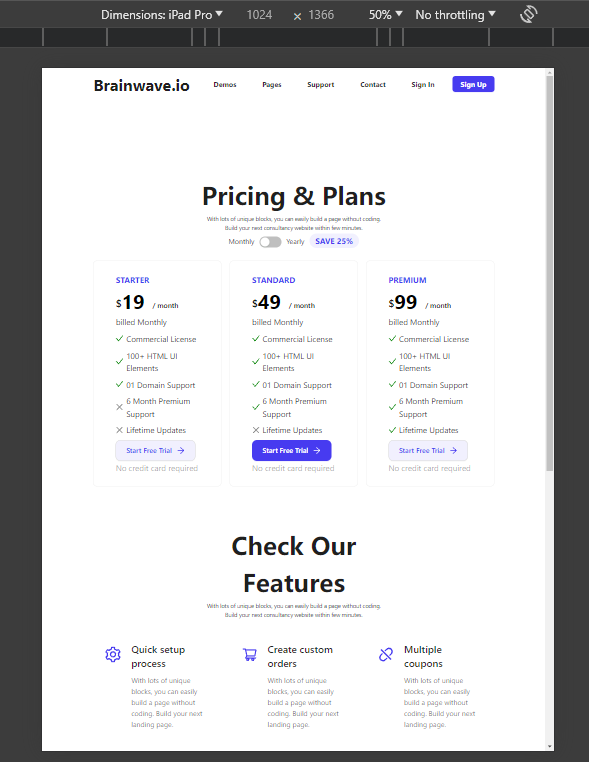 Dimensions: iPad Pro 1024 × 1366 50% No throttling
Brainwave.io Demos Pages Support Contact Sign In Sign Up
Pricing & Plans
With lots of unique blocks, you can easily build a page without coding.
Build your next consultancy website within few minutes.
Monthly Yearly SAVE 25%
STARTER
$19 / month
billed Monthly
Commercial License
100+ HTML UI
Elements
01 Domain Support
6 Month Premium
Support
Lifetime Updates
Start Free Trial
No credit card required
STANDARD
$49 / month
billed Monthly
Commercial License
100+ HTML UI
Elements
01 Domain Support
6 Month Premium
Support
Lifetime Updates
Start Free Trial
No credit card required
PREMIUM
$99 / month
billed Monthly
Commercial License
100+ HTML UI
Elements
01 Domain Support
6 Month Premium
Support
Lifetime Updates
Start Free Trial
No credit card required
Check Our
Features
With lots of unique blocks, you can easily build a page without coding.
Build your next consultancy website within few minutes.
Quick setup
process
With lots of unique
blocks, you can easily
build a page without
coding. Build your next
landing page.
Create custom
orders
With lots of unique
blocks, you can easily
build a page without
coding. Build your next
landing page.
Multiple
coupons
With lots of unique
blocks, you can easily
build a page without
coding. Build your next
landing page.